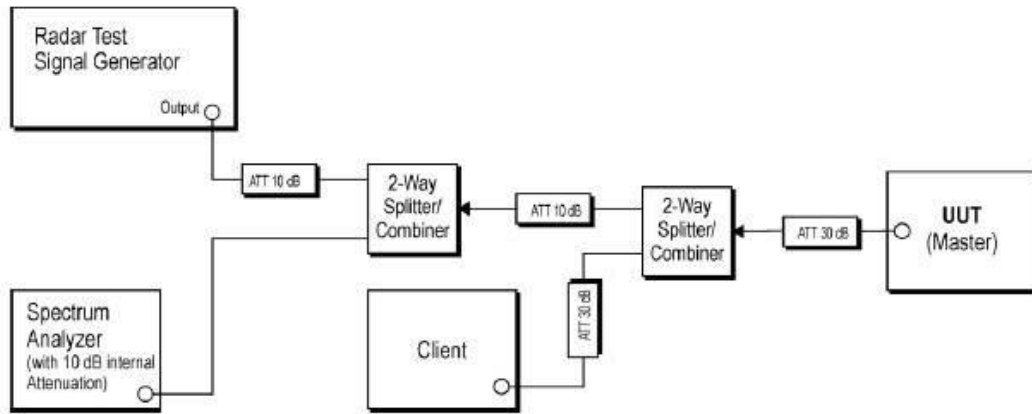 Radar Test
Signal Generator
Output
ATT 10 dB
2-Way
Splitter/
Combiner
ATT 10 dB
2-Way
Splitter/
Combiner
ATT 30 dB
UUT
(Master)
Spectrum
Analyzer
(with 10 dB internal
Attenuation)
Client
ATT 30 dB